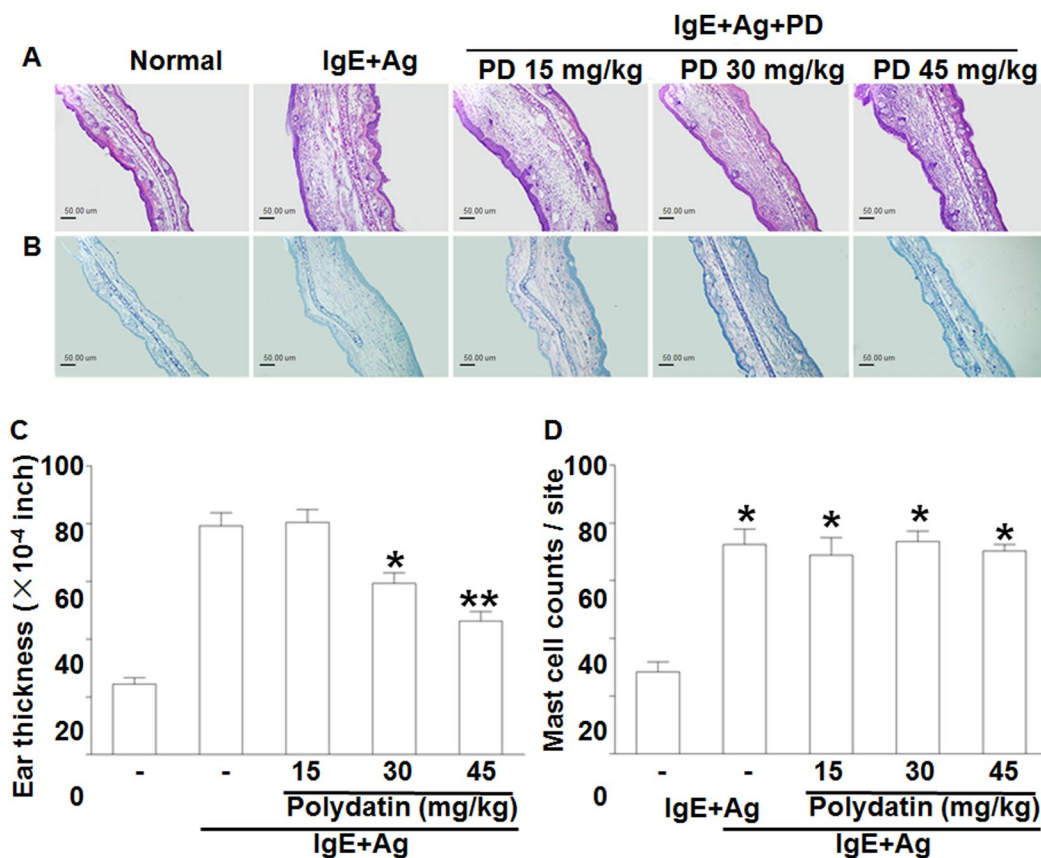 IgE+Ag+PD
A Normal IgE+Ag PD 15 mg/kg PD 30 mg/kg PD 45 mg/kg
50.00 um 50.00 um 50.00 um 50.00 um 50.00 um
B
50.00 um 50.00 um 50.00 um 50.00 um 50.00 um
C
Ear thickness (×10-4 inch)
100
80
60
40
20
0
* **
- - 15 30 45
Polydatin (mg/kg)
IgE+Ag
D
Mast cell counts / site
100
80
60
40
20
0
* * * *
- - 15 30 45
IgE+Ag Polydatin (mg/kg)
IgE+Ag